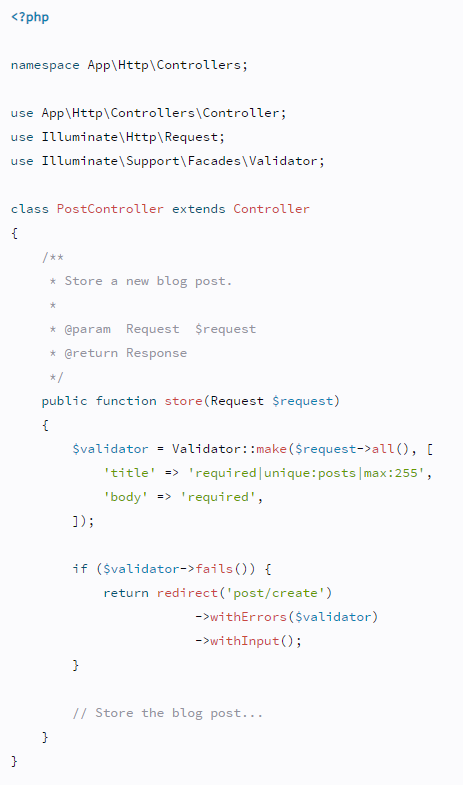 <?php

namespace App\Http\Controllers;

use App\Http\Controllers\Controller;
use Illuminate\Http\Request;
use Illuminate\Support\Facades\Validator;

class PostController extends Controller
{
    /**
     * Store a new blog post.
     *
     * @param  Request  $request
     * @return Response
     */
    public function store(Request $request)
    {
        $validator = Validator::make($request->all(), [
            'title' => 'required|unique:posts|max:255',
            'body' => 'required',
        ]);

        if ($validator->fails()) {
            return redirect('post/create')
                        ->withErrors($validator)
                        ->withInput();
        }

        // Store the blog post...
    }
}